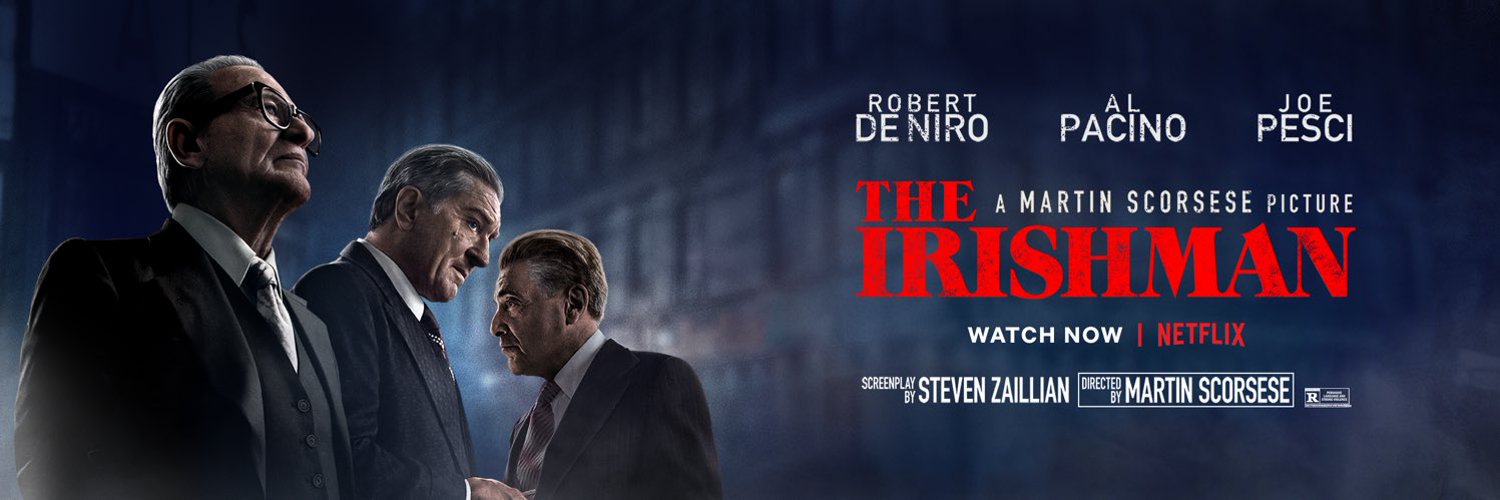 ROBERT DE NIRO
AL PACINO
JOE PESCI
A MARTIN SCORSESE PICTURE
THE IRISHMAN
WATCH NOW | NETFLIX
SCREENPLAY BY STEVEN ZAILLIAN
DIRECTED BY MARTIN SCORSESE
R